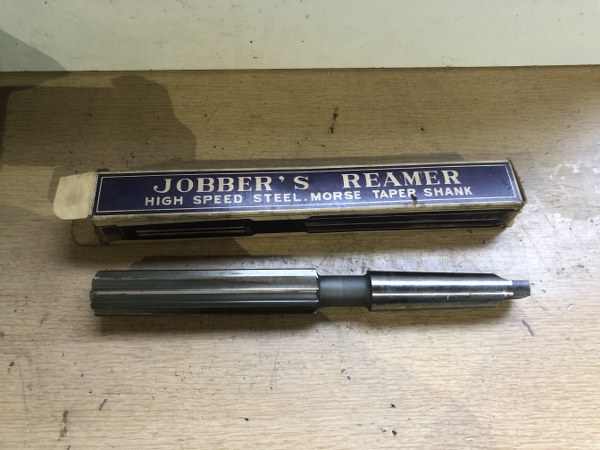 JOBBER'S REAMER
HIGH SPEED STEEL. MORSE TAPER SHANK